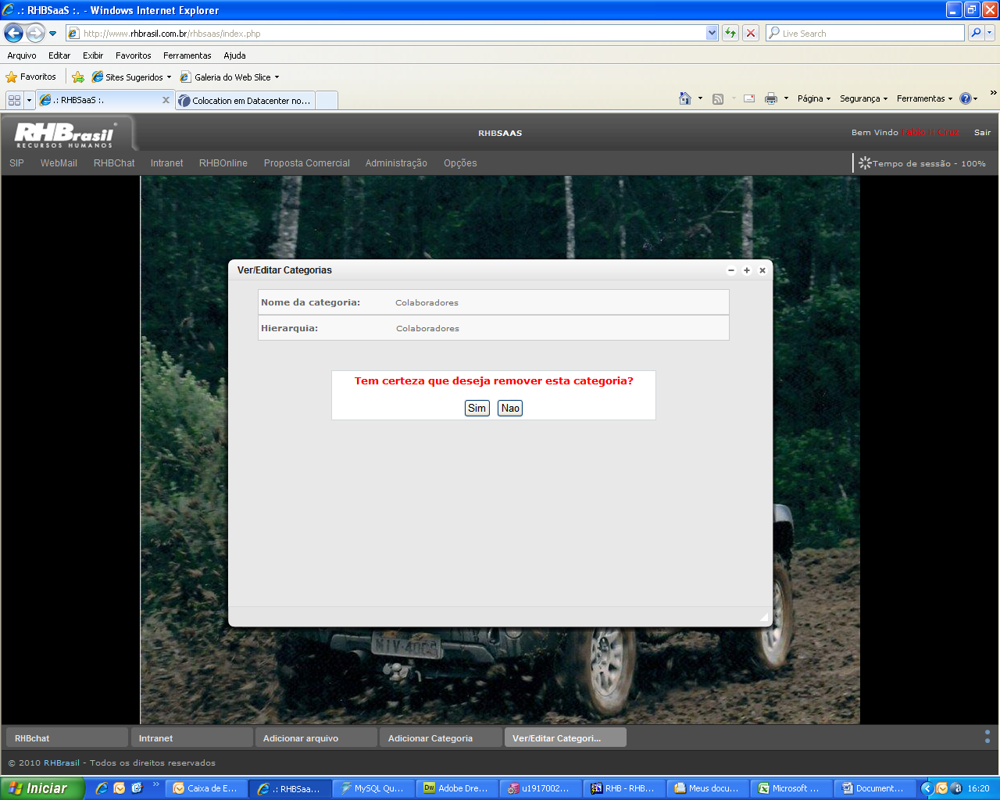 .: RHBSaaS :. - Windows Internet Explorer
http://www.rhbrasil.com.br/rhbsaas/index.php
Live Search
Arquivo Editar Exibir Favoritos Ferramentas Ajuda
Favoritos Sites Sugeridos Galeria do Web Slice
.: RHBSaaS :. Colocation em Datacenter no... Página Segurança Ferramentas
RHBrasil
RECURSOS HUMANOS
RHBSAAS
Bem Vindo Fabio H Cruz Sair
SIP WebMail RHBChat Intranet RHBOnline Proposta Comercial Administração Opções
Tempo de sessão - 100%
Ver/Editar Categorias
Nome da categoria: Colaboradores
Hierarquia: Colaboradores
Tem certeza que deseja remover esta categoria?
Sim Nao
RHBchat Intranet Adicionar arquivo Adicionar Categoria Ver/Editar Categori...
© 2010 RHBrasil - Todos os direitos reservados
Iniciar Caixa de E... .: RHBSaa... MySQL Qu... Adobe Dre... u1917002... RHB - RHB... Meus docu... Microsoft ... Document... 16:20